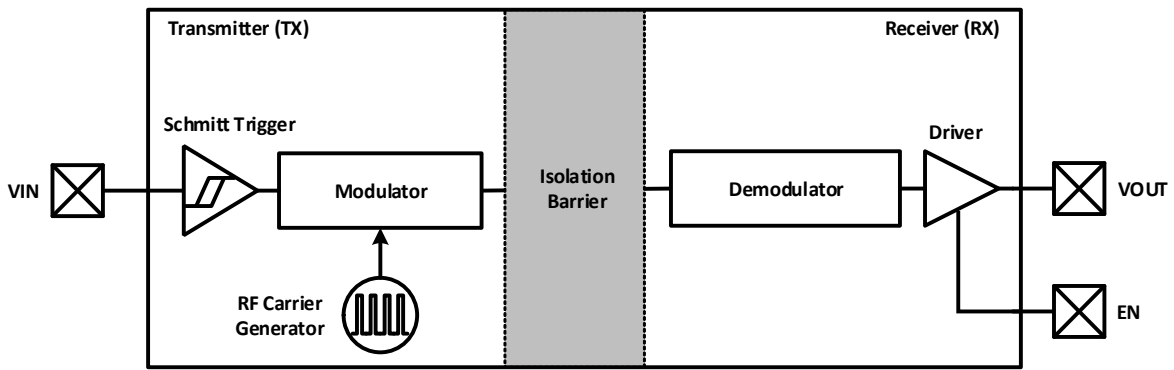 Transmitter (TX)
Receiver (RX)
Schmitt Trigger
Driver
VIN
Modulator
Isolation
Barrier
Demodulator
VOUT
RF Carrier
Generator
EN